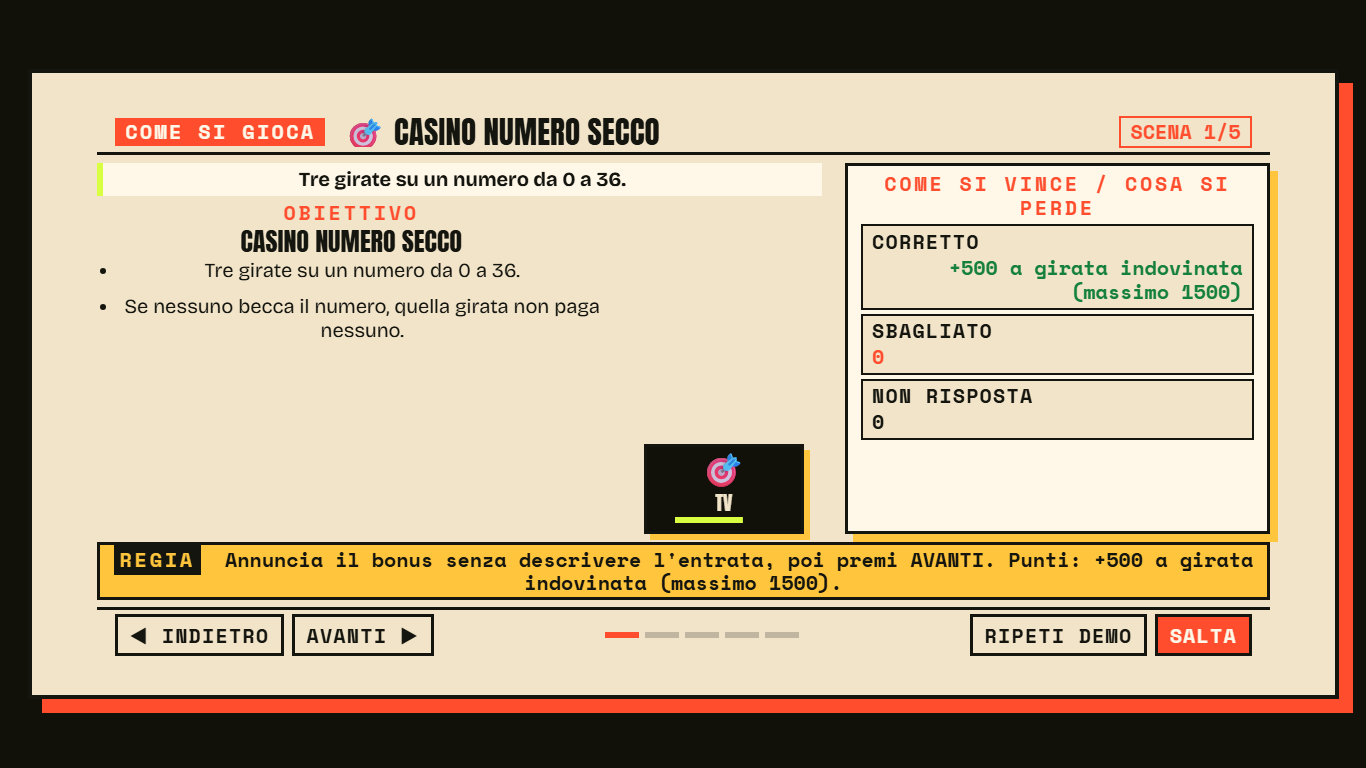 COME SI GIOCA
CASINO NUMERO SECCO
SCENA 1/5
Tre girate su un numero da 0 a 36.
OBIETTIVO
CASINO NUMERO SECCO
• Tre girate su un numero da 0 a 36.
• Se nessuno becca il numero, quella girata non paga
nessuno.
TV
COME SI VINCE / COSA SI
PERDE
CORRETTO
+500 a girata indovinata
(massimo 1500)
SBAGLIATO
0
NON RISPOSTA
0
REGIA Annuncia il bonus senza descrivere l'entrata, poi premi AVANTI. Punti: +500 a girata
indovinata (massimo 1500).
◀ INDIETRO
AVANTI ▶
RIPETI DEMO
SALTA